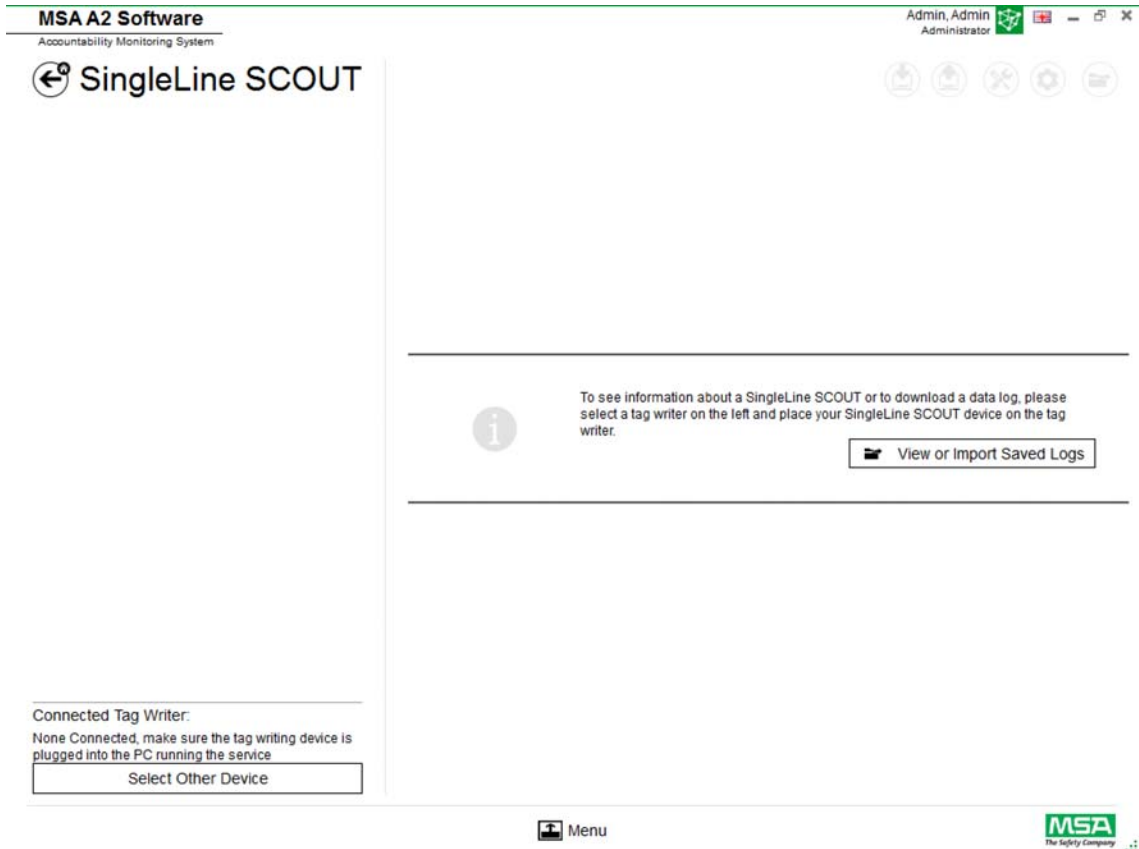 MSA A2 Software
Accountability Monitoring System
Admin, Admin
Administrator
SingleLine SCOUT
To see information about a SingleLine SCOUT or to download a data log, please
select a tag writer on the left and place your SingleLine SCOUT device on the tag
writer.
View or Import Saved Logs
Connected Tag Writer:
None Connected, make sure the tag writing device is
plugged into the PC running the service
Select Other Device
Menu
MSA
The Safety Company